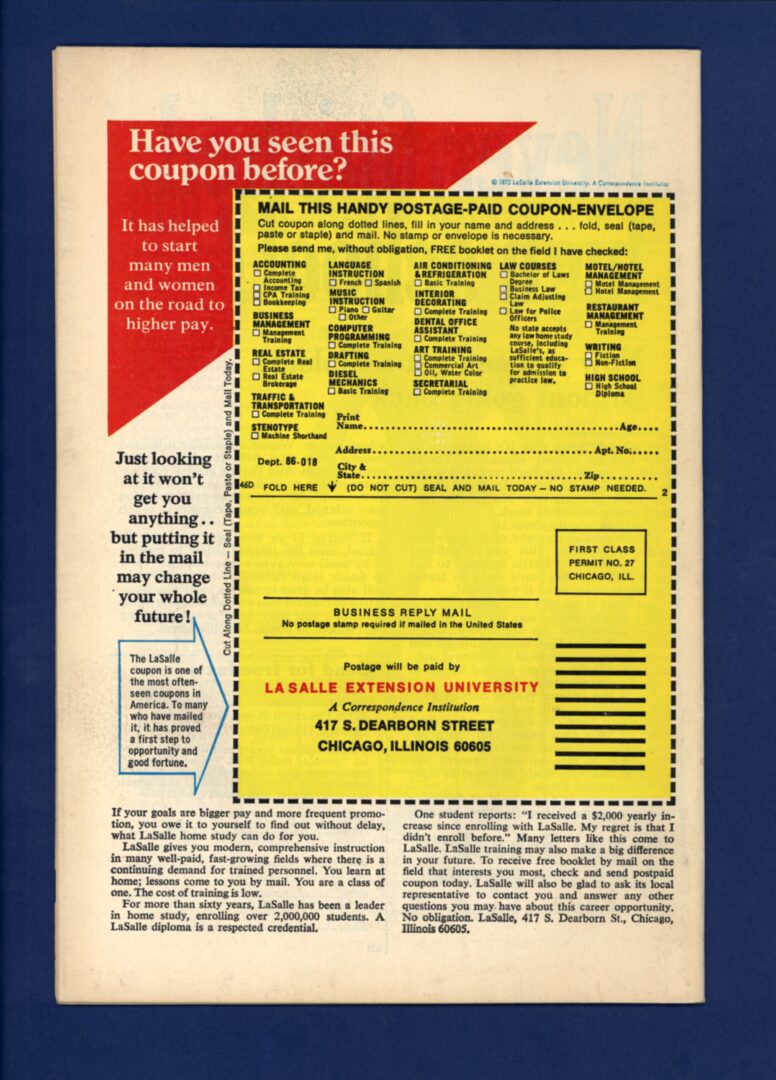 Have you seen this
coupon before?
© 1972 LaSalle Extension University. A Correspondence Institution
It has helped
to start
many men
and women
on the road to
higher pay.
MAIL THIS HANDY POSTAGE-PAID COUPON-ENVELOPE
Cut coupon along dotted lines, fill in your name and address . . . fold, seal (tape,
paste or staple) and mail. No stamp or envelope is necessary.
Please send me, without obligation, FREE booklet on the field I have checked:
ACCOUNTING
Complete
Accounting
Income Tax
CPA Training
Bookkeeping
BUSINESS
MANAGEMENT
Management
Training
REAL ESTATE
Complete Real
Estate
Real Estate
Brokerage
TRAFFIC &
TRANSPORTATION
Complete Training
STENOTYPE
Machine Shorthand
LANGUAGE
INSTRUCTION
French Spanish
MUSIC
INSTRUCTION
Piano Guitar
Other
COMPUTER
PROGRAMMING
Complete Training
DRAFTING
Complete Training
DIESEL
MECHANICS
Basic Training
AIR CONDITIONING
& REFRIGERATION
Basic Training
INTERIOR
DECORATING
Complete Training
DENTAL OFFICE
ASSISTANT
Complete Training
ART TRAINING
Complete Training
Commercial Art
Oil, Water Color
SECRETARIAL
Complete Training
LAW COURSES
Bachelor of Laws
Degree
Business Law
Claim Adjusting
Law
Law for Police
Officers
No state accepts
any law home study
course, including
LaSalle's, as
sufficient educa-
tion to qualify
for admission to
practice law.
MOTEL/HOTEL
MANAGEMENT
Motel Management
Hotel Management
RESTAURANT
MANAGEMENT
Management
Training
WRITING
Fiction
Non-Fiction
HIGH SCHOOL
High School
Diploma
Print
Name Age
Address Apt. No.
Dept. 86-018
City &
State Zip
46D FOLD HERE (DO NOT CUT) SEAL AND MAIL TODAY – NO STAMP NEEDED. 2
Cut Along Dotted Line – Seal (Tape, Paste or Staple) and Mail Today.
Just looking
at it won't
get you
anything . .
but putting it
in the mail
may change
your whole
future!
The LaSalle
coupon is one of
the most often-
seen coupons in
America. To many
who have mailed
it, it has proved
a first step to
opportunity and
good fortune.
FIRST CLASS
PERMIT NO. 27
CHICAGO, ILL.
BUSINESS REPLY MAIL
No postage stamp required if mailed in the United States
Postage will be paid by
LA SALLE EXTENSION UNIVERSITY
A Correspondence Institution
417 S. DEARBORN STREET
CHICAGO, ILLINOIS 60605
If your goals are bigger pay and more frequent promo-
tion, you owe it to yourself to find out without delay,
what LaSalle home study can do for you.
LaSalle gives you modern, comprehensive instruction
in many well-paid, fast-growing fields where there is a
continuing demand for trained personnel. You learn at
home; lessons come to you by mail. You are a class of
one. The cost of training is low.
For more than sixty years, LaSalle has been a leader
in home study, enrolling over 2,000,000 students. A
LaSalle diploma is a respected credential.
One student reports: "I received a $2,000 yearly in-
crease since enrolling with LaSalle. My regret is that I
didn't enroll before." Many letters like this come to
LaSalle. LaSalle training may also make a big difference
in your future. To receive free booklet by mail on the
field that interests you most, check and send postpaid
coupon today. LaSalle will also be glad to ask its local
representative to contact you and answer any other
questions you may have about this career opportunity.
No obligation. LaSalle, 417 S. Dearborn St., Chicago,
Illinois 60605.